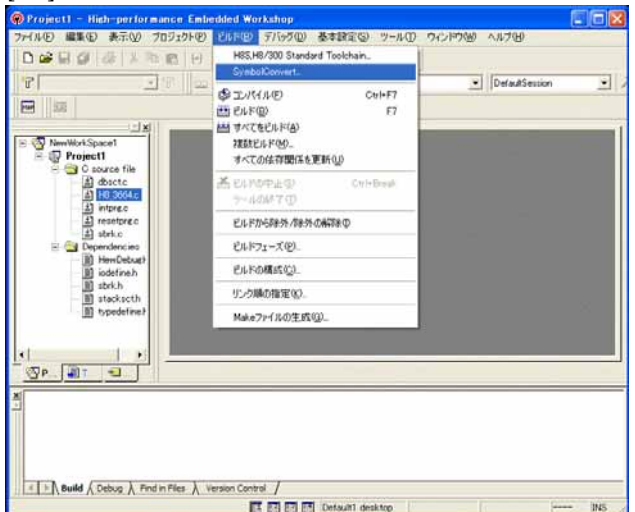 Project1 - High-performance Embedded Workshop
ファイル(F) 編集(E) 表示(V) プロジェクト(P) ビルド(B) デバッグ(D) 基本設定(S) ツール(T) ウィンドウ(W) ヘルプ(H)
H8S,H8/300 Standard Toolchain...
SymbolConvert...
DefaultSession
コンパイル(F) Ctrl+F7
ビルド(B) F7
すべてをビルド(A)
複数ビルド(M)...
すべての依存関係を更新(U)
ビルドの中止(S) Ctrl+Break
ツールの終了(T)
ビルドから除外/除外の解除(I)
ビルドフェーズ(P)...
ビルドの構成(C)...
リンク順の指定(K)...
Makeファイルの生成(G)...
NewWorkSpace1
Project1
C source file
dbsct.c
H8_3664.c
intprg.c
resetprg.c
sbrk.c
Dependencies
HewDebugH
iodefine.h
sbrk.h
stacksct.h
typedefine.h
P...
T
Build Debug Find in Files Version Control
Default1 desktop
INS